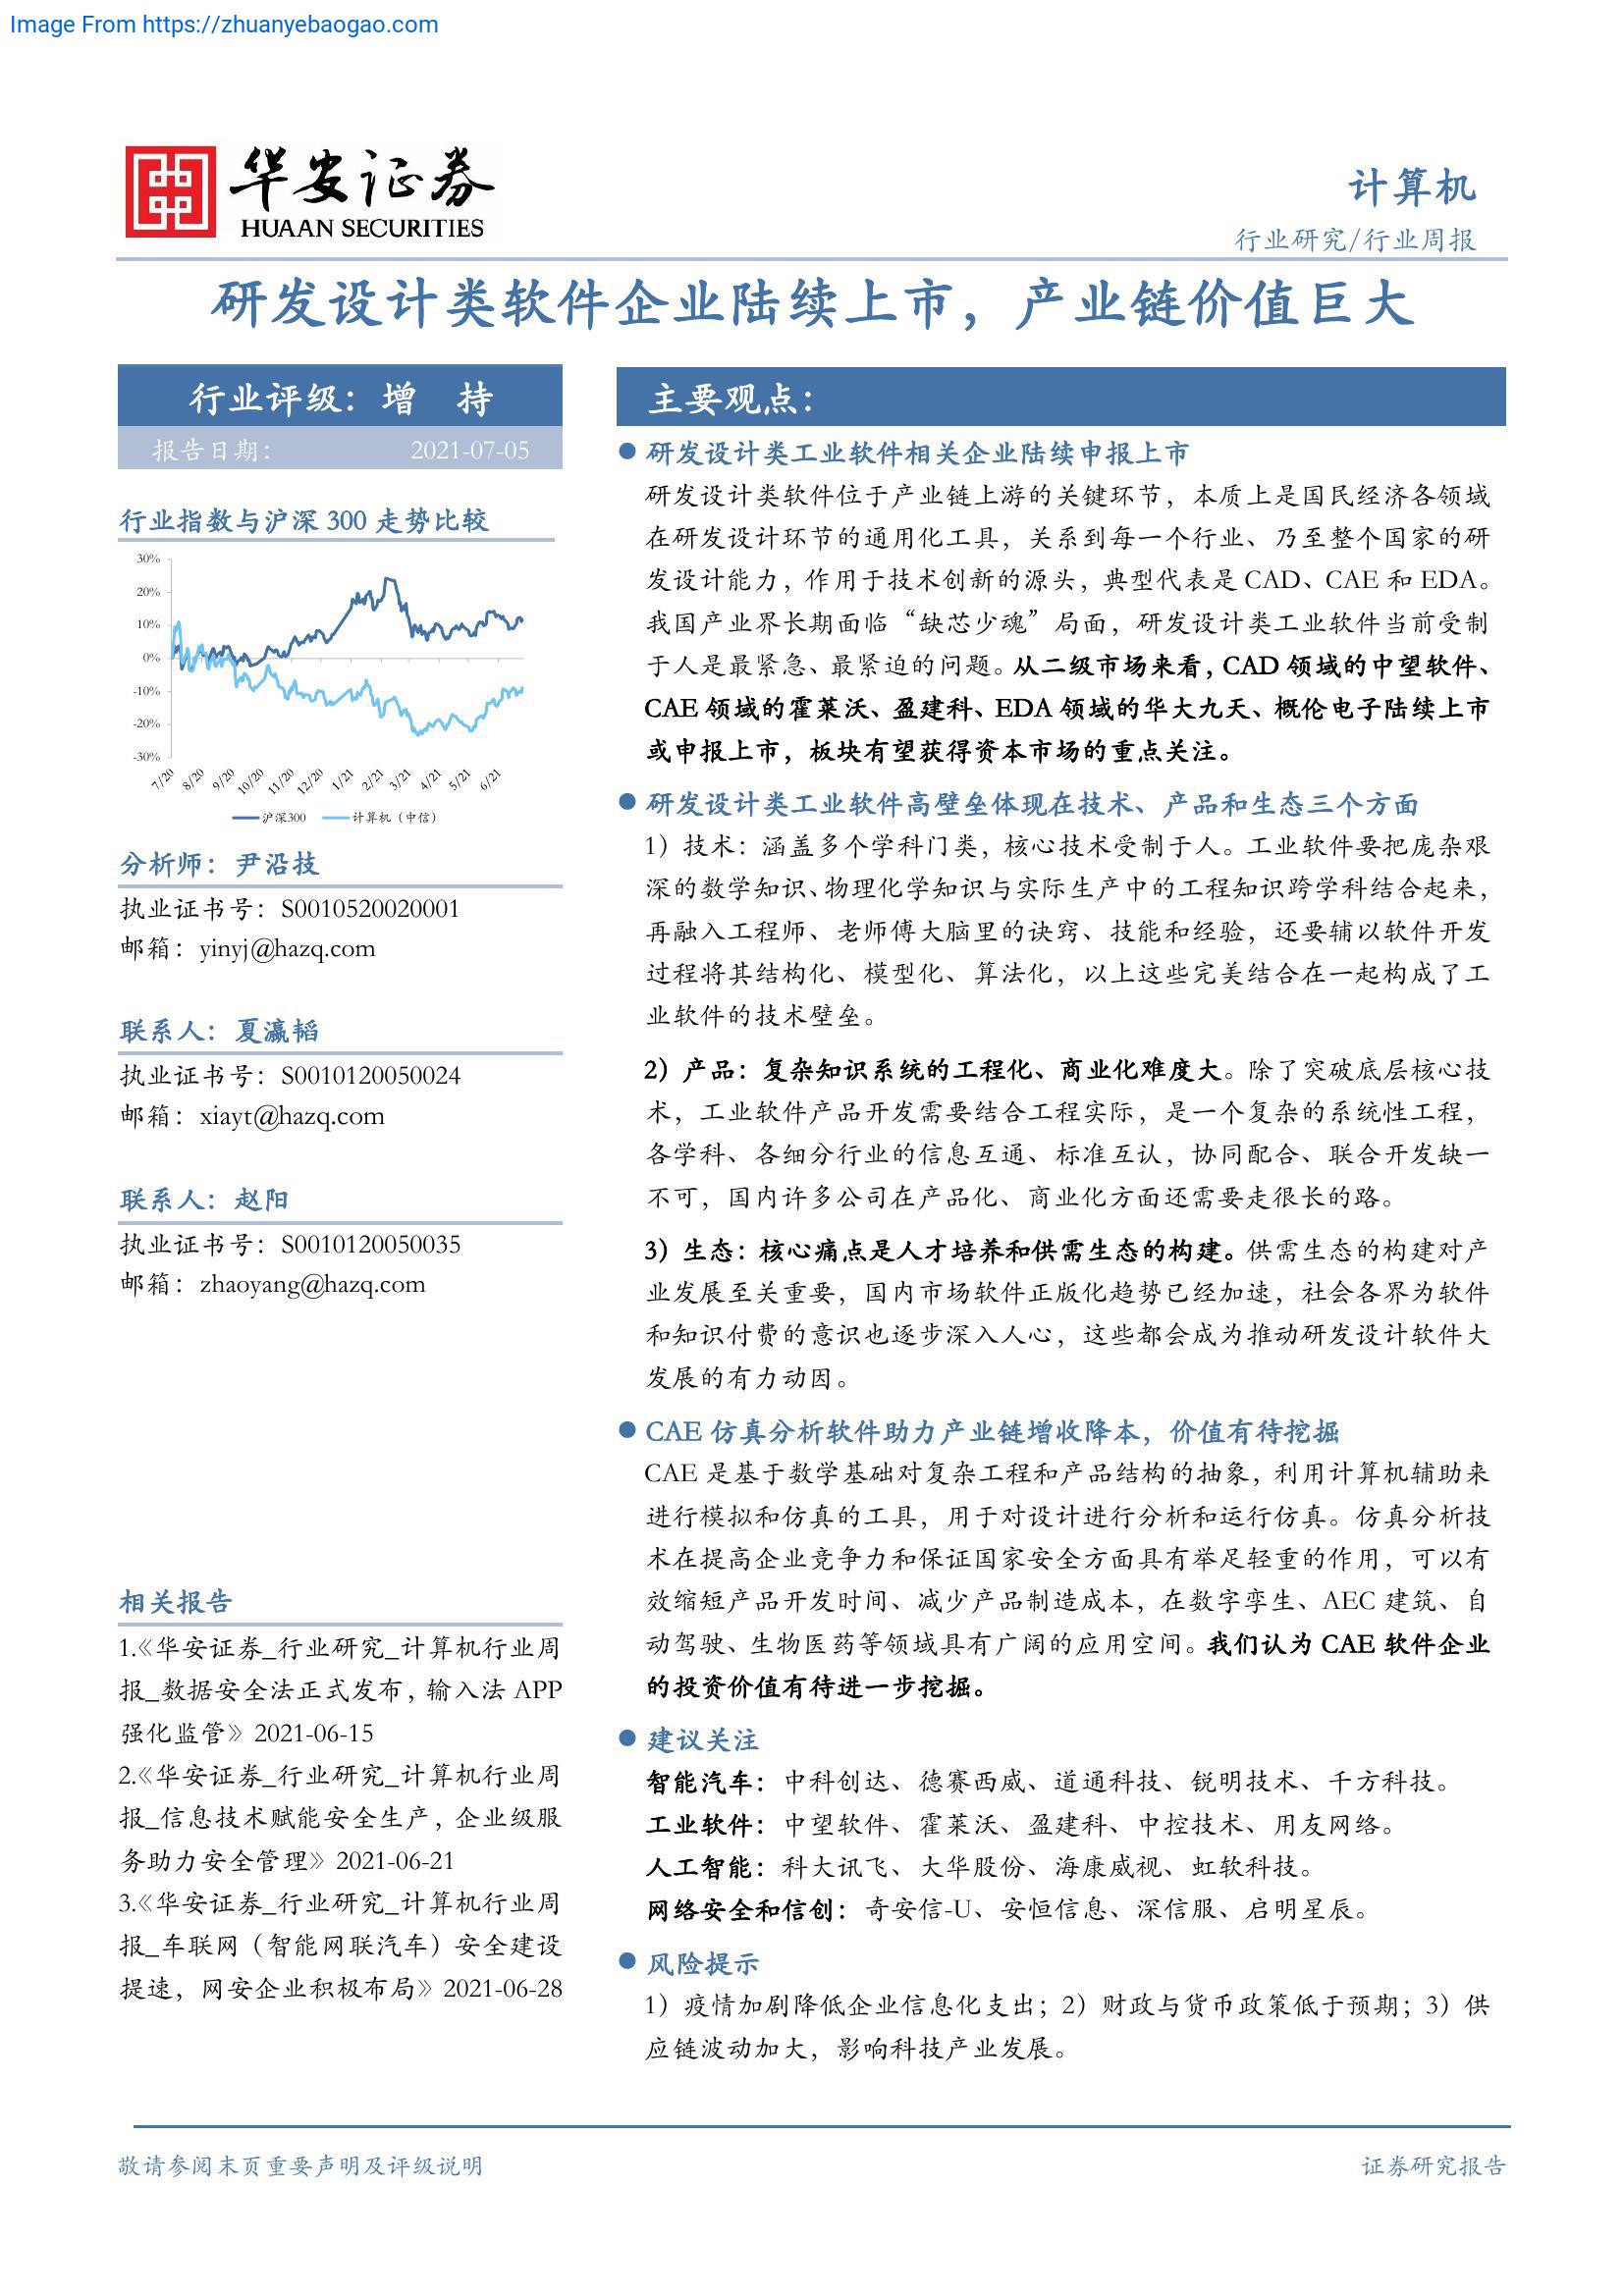 Image From https://zhuanyebaogao.com
华安证券
HUAAN SECURITIES
计算机
行业研究/行业周报
研发设计类软件企业陆续上市，产业链价值巨大
行业评级：增 持
报告日期： 2021-07-05
行业指数与沪深 300 走势比较
30%
20%
10%
0%
-10%
-20%
-30%
7/20 8/20 9/20 10/20 11/20 12/20 1/21 2/21 3/21 4/21 5/21 6/21
沪深300 计算机（中信）
分析师：尹沿技
执业证书号：S0010520020001
邮箱：yinyj@hazq.com
联系人：夏瀛韬
执业证书号：S0010120050024
邮箱：xiayt@hazq.com
联系人：赵阳
执业证书号：S0010120050035
邮箱：zhaoyang@hazq.com
相关报告
1.《华安证券_行业研究_计算机行业周
报_数据安全法正式发布，输入法 APP
强化监管》2021-06-15
2.《华安证券_行业研究_计算机行业周
报_信息技术赋能安全生产，企业级服
务助力安全管理》2021-06-21
3.《华安证券_行业研究_计算机行业周
报_车联网（智能网联汽车）安全建设
提速，网安企业积极布局》2021-06-28
主要观点：
● 研发设计类工业软件相关企业陆续申报上市
研发设计类软件位于产业链上游的关键环节，本质上是国民经济各领域
在研发设计环节的通用化工具，关系到每一个行业、乃至整个国家的研
发设计能力，作用于技术创新的源头，典型代表是 CAD、CAE 和 EDA。
我国产业界长期面临“缺芯少魂”局面，研发设计类工业软件当前受制
于人是最紧急、最紧迫的问题。从二级市场来看，CAD 领域的中望软件、
CAE 领域的霍莱沃、盈建科、EDA 领域的华大九天、概伦电子陆续上市
或申报上市，板块有望获得资本市场的重点关注。
● 研发设计类工业软件高壁垒体现在技术、产品和生态三个方面
1）技术：涵盖多个学科门类，核心技术受制于人。工业软件要把庞杂艰
深的数学知识、物理化学知识与实际生产中的工程知识跨学科结合起来，
再融入工程师、老师傅大脑里的诀窍、技能和经验，还要辅以软件开发
过程将其结构化、模型化、算法化，以上这些完美结合在一起构成了工
业软件的技术壁垒。
2）产品：复杂知识系统的工程化、商业化难度大。除了突破底层核心技
术，工业软件产品开发需要结合工程实际，是一个复杂的系统性工程，
各学科、各细分行业的信息互通、标准互认，协同配合、联合开发缺一
不可，国内许多公司在产品化、商业化方面还需要走很长的路。
3）生态：核心痛点是人才培养和供需生态的构建。供需生态的构建对产
业发展至关重要，国内市场软件正版化趋势已经加速，社会各界为软件
和知识付费的意识也逐步深入人心，这些都会成为推动研发设计软件大
发展的有力动因。
● CAE 仿真分析软件助力产业链增收降本，价值有待挖掘
CAE 是基于数学基础对复杂工程和产品结构的抽象，利用计算机辅助来
进行模拟和仿真的工具，用于对设计进行分析和运行仿真。仿真分析技
术在提高企业竞争力和保证国家安全方面具有举足轻重的作用，可以有
效缩短产品开发时间、减少产品制造成本，在数字孪生、AEC 建筑、自
动驾驶、生物医药等领域具有广阔的应用空间。我们认为 CAE 软件企业
的投资价值有待进一步挖掘。
● 建议关注
智能汽车：中科创达、德赛西威、道通科技、锐明技术、千方科技。
工业软件：中望软件、霍莱沃、盈建科、中控技术、用友网络。
人工智能：科大讯飞、大华股份、海康威视、虹软科技。
网络安全和信创：奇安信-U、安恒信息、深信服、启明星辰。
● 风险提示
1）疫情加剧降低企业信息化支出；2）财政与货币政策低于预期；3）供
应链波动加大，影响科技产业发展。
敬请参阅末页重要声明及评级说明
证券研究报告